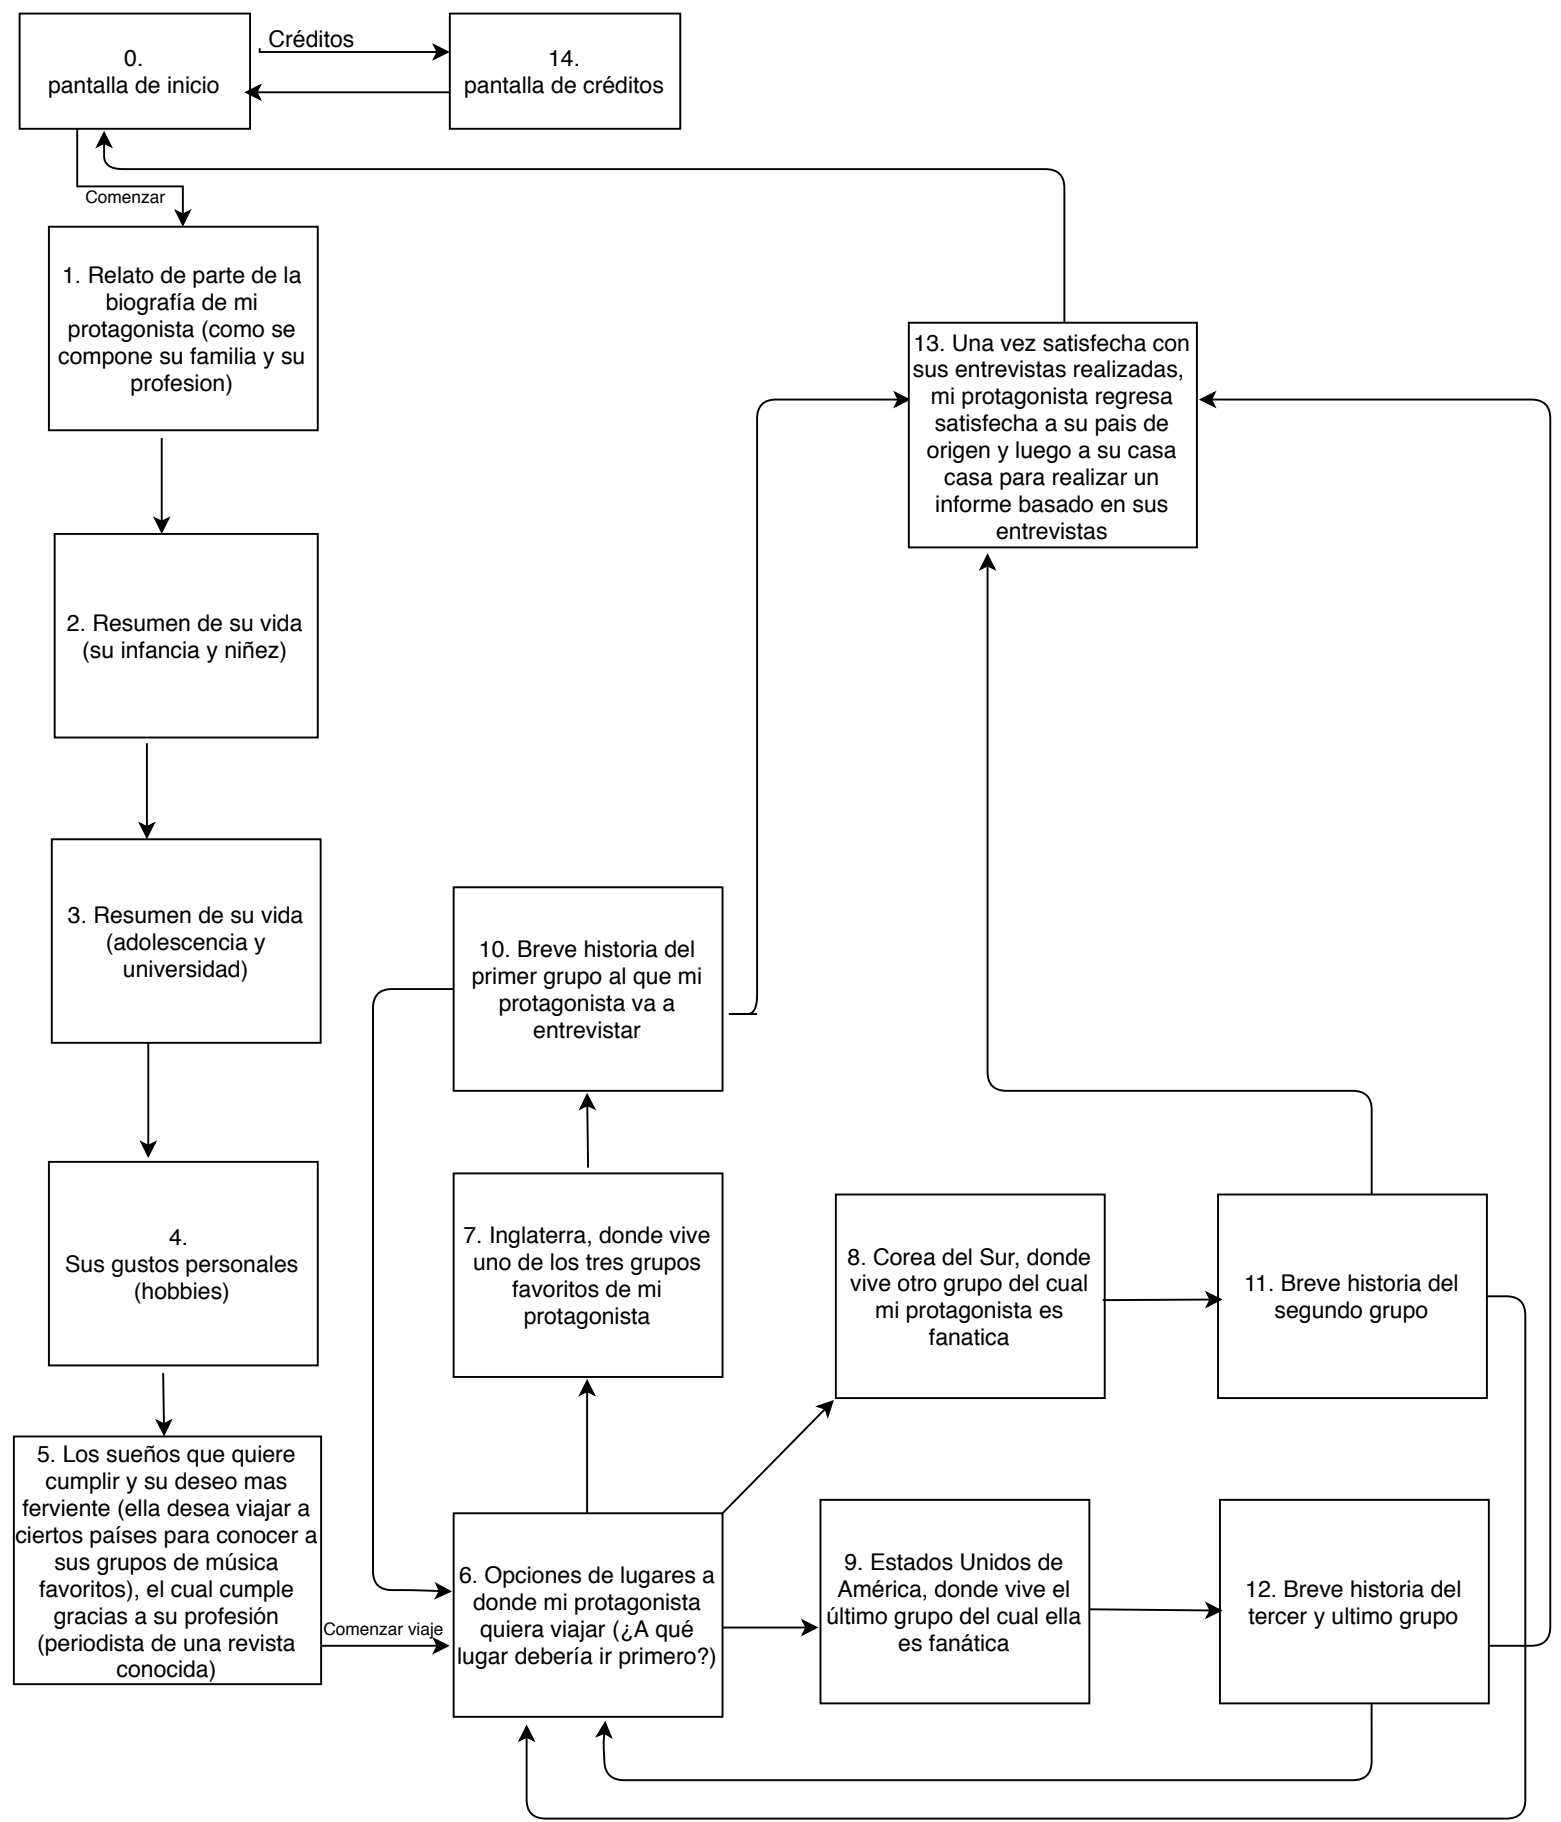 0.
pantalla de inicio
Créditos
14.
pantalla de créditos
Comenzar
1. Relato de parte de la
biografía de mi
protagonista (como se
compone su familia y su
profesion)
2. Resumen de su vida
(su infancia y niñez)
3. Resumen de su vida
(adolescencia y
universidad)
4.
Sus gustos personales
(hobbies)
5. Los sueños que quiere
cumplir y su deseo mas
ferviente (ella desea viajar a
ciertos países para conocer a
sus grupos de música
favoritos), el cual cumple
gracias a su profesión
(periodista de una revista
conocida)
Comenzar viaje
6. Opciones de lugares a
donde mi protagonista
quiera viajar (¿A qué
lugar debería ir primero?)
7. Inglaterra, donde vive
uno de los tres grupos
favoritos de mi
protagonista
8. Corea del Sur, donde
vive otro grupo del cual
mi protagonista es
fanatica
9. Estados Unidos de
América, donde vive el
último grupo del cual ella
es fanática
10. Breve historia del
primer grupo al que mi
protagonista va a
entrevistar
11. Breve historia del
segundo grupo
12. Breve historia del
tercer y ultimo grupo
13. Una vez satisfecha con
sus entrevistas realizadas,
mi protagonista regresa
satisfecha a su pais de
origen y luego a su casa
casa para realizar un
informe basado en sus
entrevistas